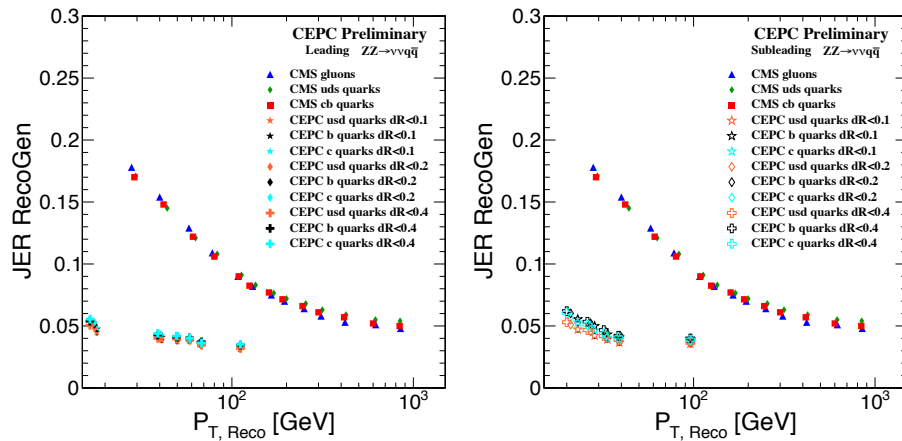 CEPC Preliminary
Leading ZZ→ννqq̅
CMS gluons
CMS uds quarks
CMS cb quarks
CEPC usd quarks dR<0.1
CEPC b quarks dR<0.1
CEPC c quarks dR<0.1
CEPC usd quarks dR<0.2
CEPC b quarks dR<0.2
CEPC c quarks dR<0.2
CEPC usd quarks dR<0.4
CEPC b quarks dR<0.4
CEPC c quarks dR<0.4
JER RecoGen
0.3
0.25
0.2
0.15
0.1
0.05
0
10²
10³
P_T, Reco [GeV]
CEPC Preliminary
Subleading ZZ→ννqq̅
CMS gluons
CMS uds quarks
CMS cb quarks
CEPC usd quarks dR<0.1
CEPC b quarks dR<0.1
CEPC c quarks dR<0.1
CEPC usd quarks dR<0.2
CEPC b quarks dR<0.2
CEPC c quarks dR<0.2
CEPC usd quarks dR<0.4
CEPC b quarks dR<0.4
CEPC c quarks dR<0.4
JER RecoGen
0.3
0.25
0.2
0.15
0.1
0.05
0
10²
10³
P_T, Reco [GeV]